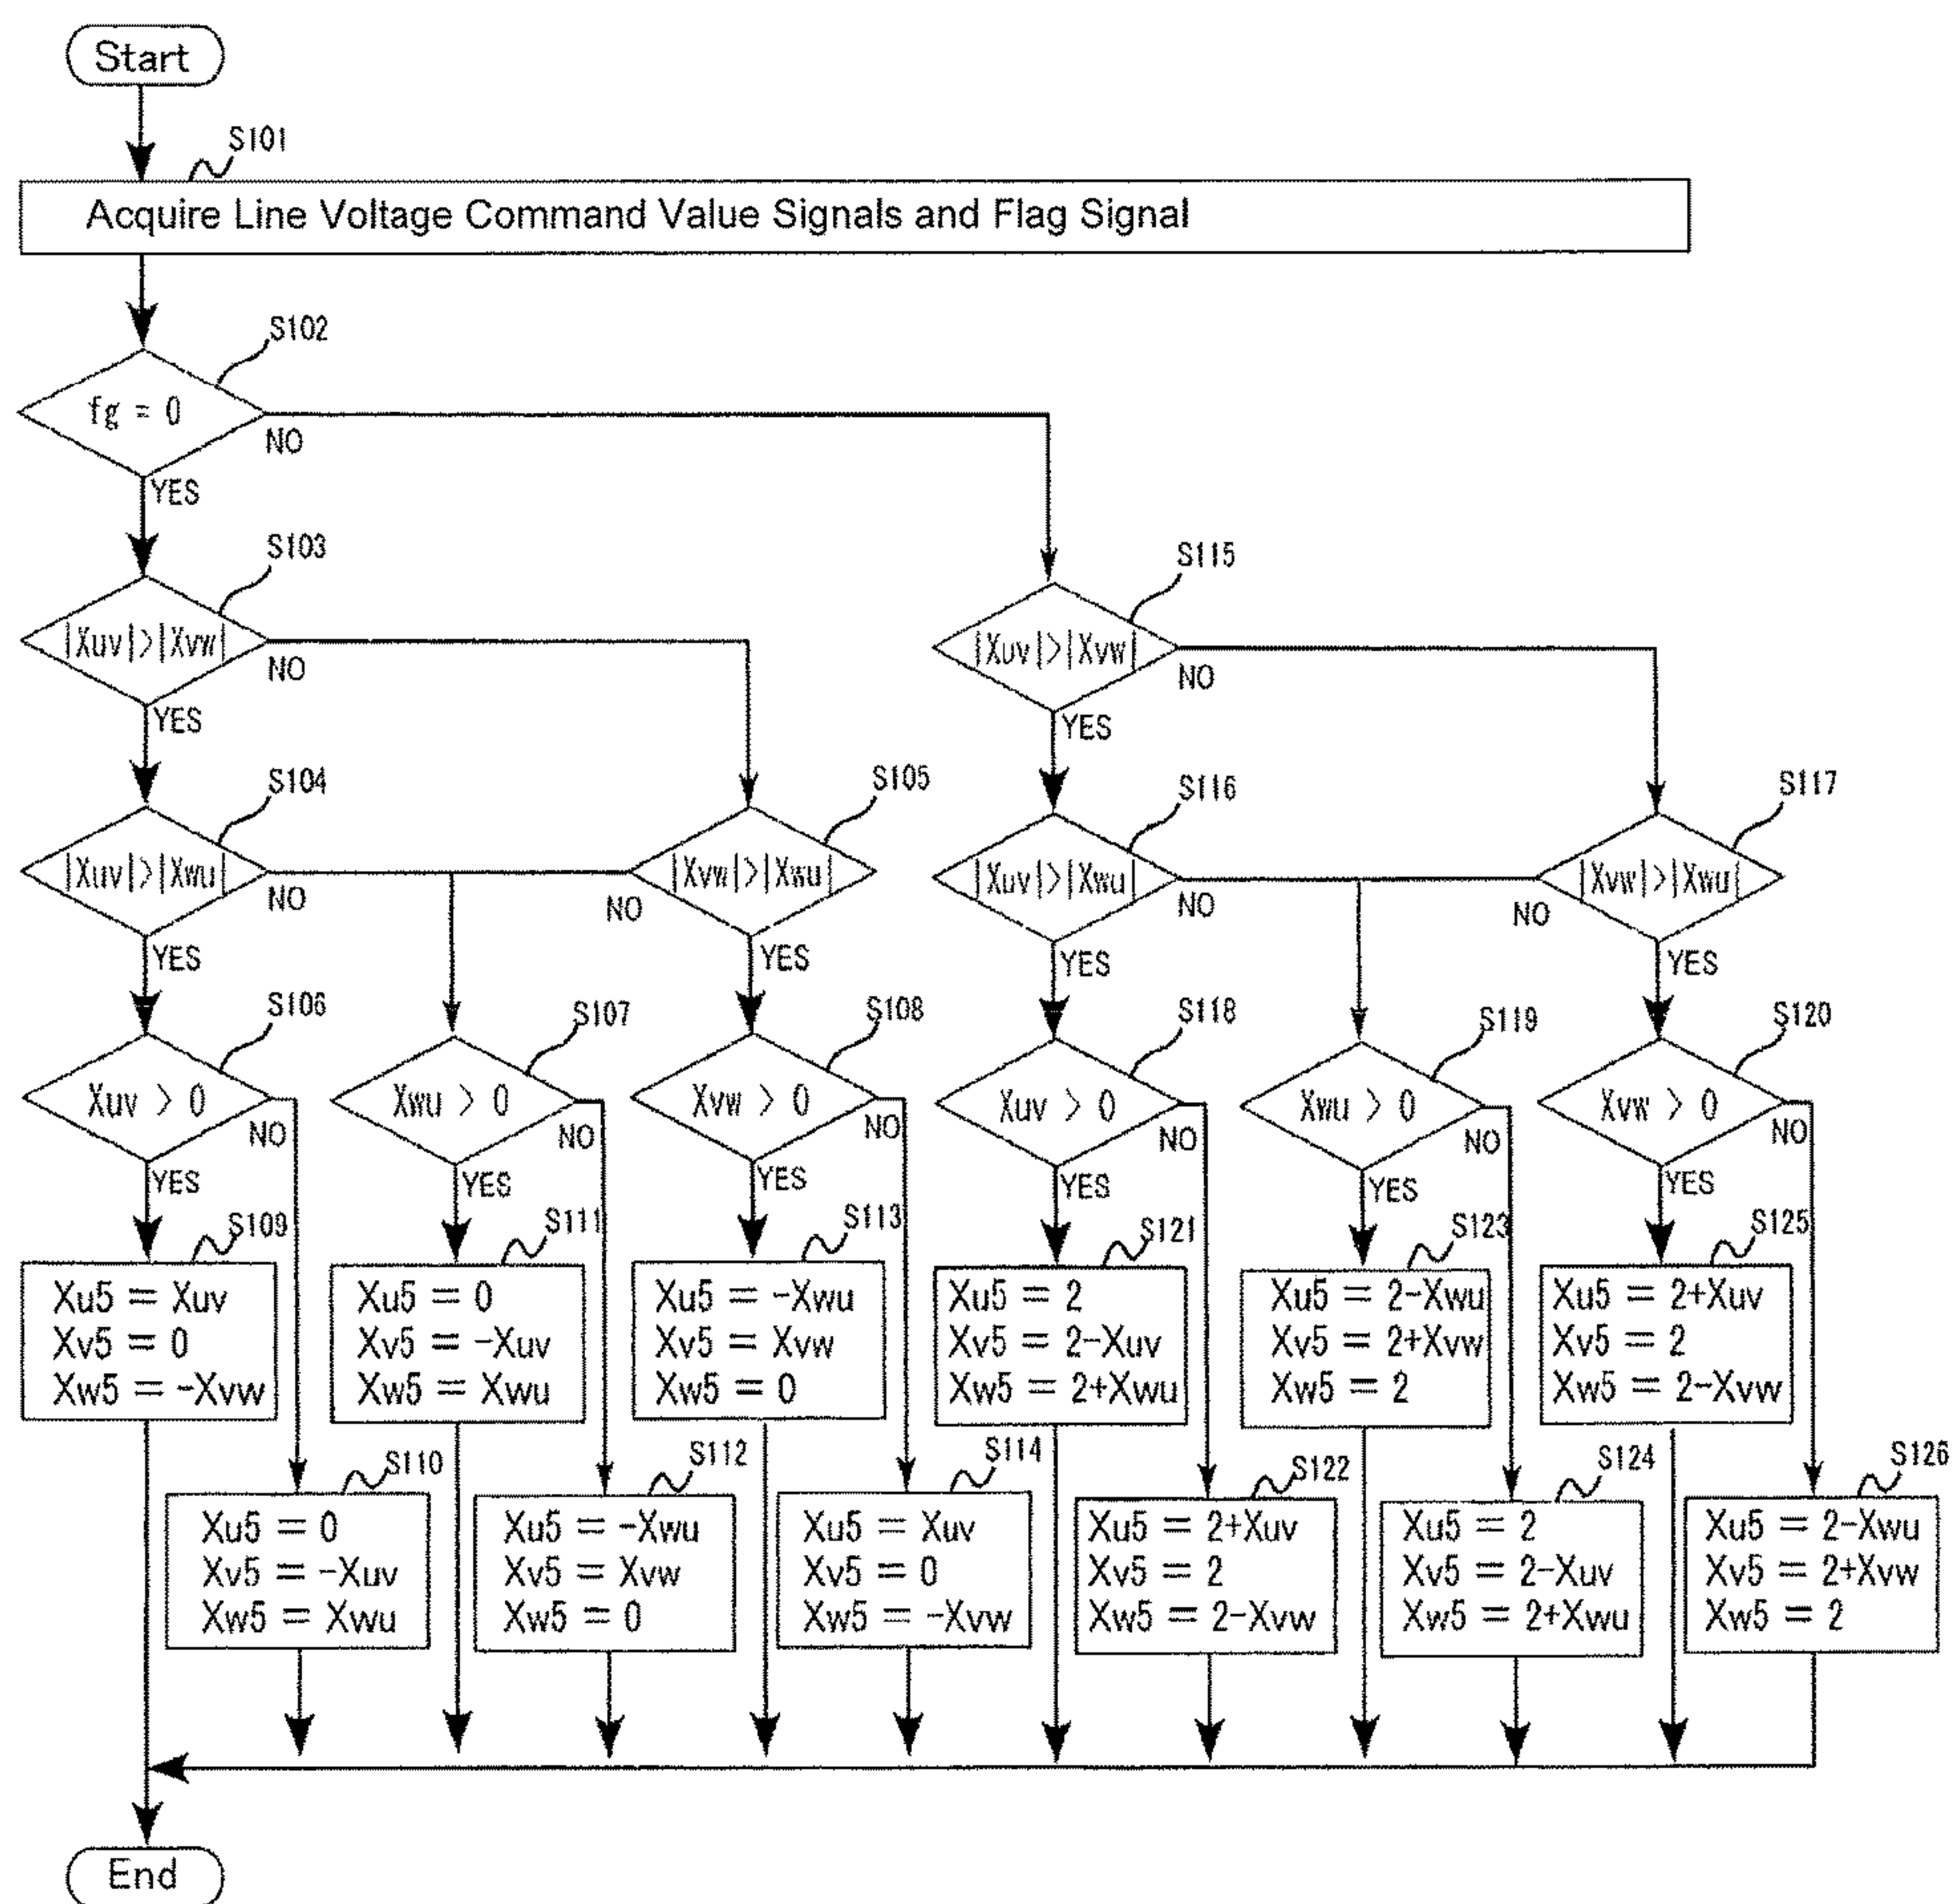 Start
S101
Acquire Line Voltage Command Value Signals and Flag Signal
S102
fg = 0
NO
YES
S103
|Xuv|>|Xvw|
NO
YES
S115
|Xuv|>|Xvw|
NO
YES
S104
|Xuv|>|Xwu|
NO
YES
S105
|Xvw|>|Xwu|
NO
YES
S116
|Xuv|>|Xwu|
NO
YES
S117
|Xvw|>|Xwu|
NO
YES
S106
Xuv > 0
NO
YES
S107
Xwu > 0
NO
YES
S108
Xvw > 0
NO
YES
S118
Xuv > 0
NO
YES
S119
Xwu > 0
NO
YES
S120
Xvw > 0
NO
YES
S109
Xu5 = Xuv
Xv5 = 0
Xw5 = -Xvw
S111
Xu5 = 0
Xv5 = -Xuv
Xw5 = Xwu
S113
Xu5 = -Xwu
Xv5 = Xvw
Xw5 = 0
S121
Xu5 = 2
Xv5 = 2-Xuv
Xw5 = 2+Xwu
S123
Xu5 = 2-Xwu
Xv5 = 2+Xvw
Xw5 = 2
S125
Xu5 = 2+Xuv
Xv5 = 2
Xw5 = 2-Xvw
S110
Xu5 = 0
Xv5 = -Xuv
Xw5 = Xwu
S112
Xu5 = -Xwu
Xv5 = Xvw
Xw5 = 0
S114
Xu5 = Xuv
Xv5 = 0
Xw5 = -Xvw
S122
Xu5 = 2+Xuv
Xv5 = 2
Xw5 = 2-Xvw
S124
Xu5 = 2
Xv5 = 2-Xuv
Xw5 = 2+Xwu
S126
Xu5 = 2-Xwu
Xv5 = 2+Xvw
Xw5 = 2
End